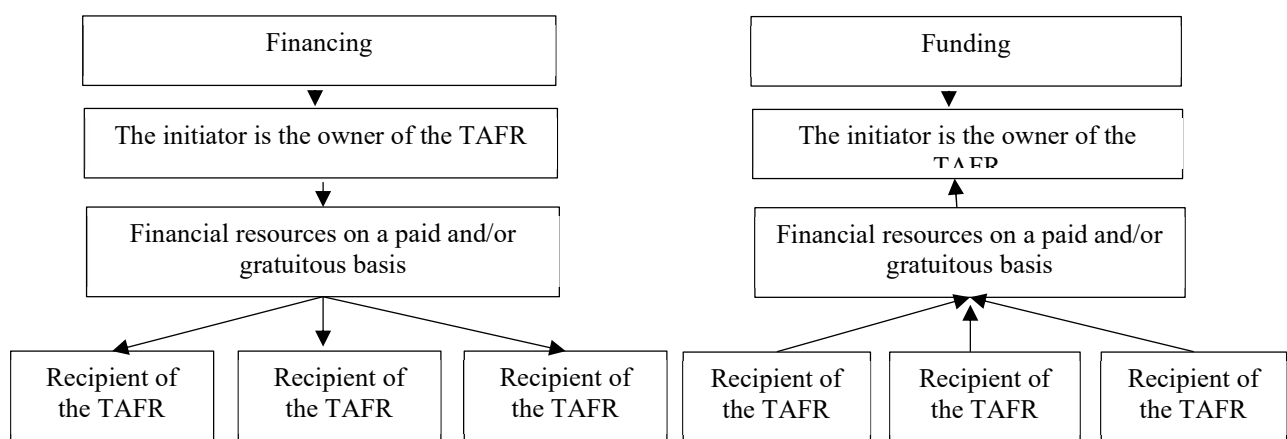 Financing
The initiator is the owner of the TAFR
Financial resources on a paid and/or
gratuitous basis
Recipient of
the TAFR
Recipient of
the TAFR
Recipient of
the TAFR
Funding
The initiator is the owner of the
TAFR
Financial resources on a paid and/or
gratuitous basis
Recipient of
the TAFR
Recipient of
the TAFR
Recipient of
the TAFR